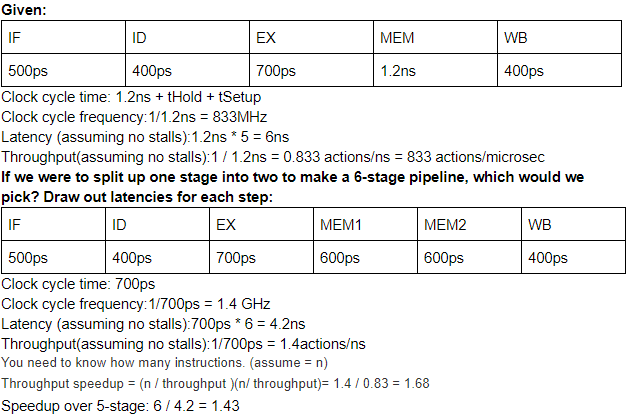 Given:
IF ID EX MEM WB
500ps 400ps 700ps 1.2ns 400ps
Clock cycle time: 1.2ns + tHold + tSetup
Clock cycle frequency:1/1.2ns = 833MHz
Latency (assuming no stalls):1.2ns * 5 = 6ns
Throughput(assuming no stalls):1 / 1.2ns = 0.833 actions/ns = 833 actions/microsec
If we were to split up one stage into two to make a 6-stage pipeline, which would we
pick? Draw out latencies for each step:
IF ID EX MEM1 MEM2 WB
500ps 400ps 700ps 600ps 600ps 400ps
Clock cycle time: 700ps
Clock cycle frequency:1/700ps = 1.4 GHz
Latency (assuming no stalls):700ps * 6 = 4.2ns
Throughput(assuming no stalls):1/700ps = 1.4actions/ns
You need to know how many instructions. (assume = n)
Throughput speedup = (n / throughput )(n/ throughput)= 1.4 / 0.83 = 1.68
Speedup over 5-stage: 6 / 4.2 = 1.43